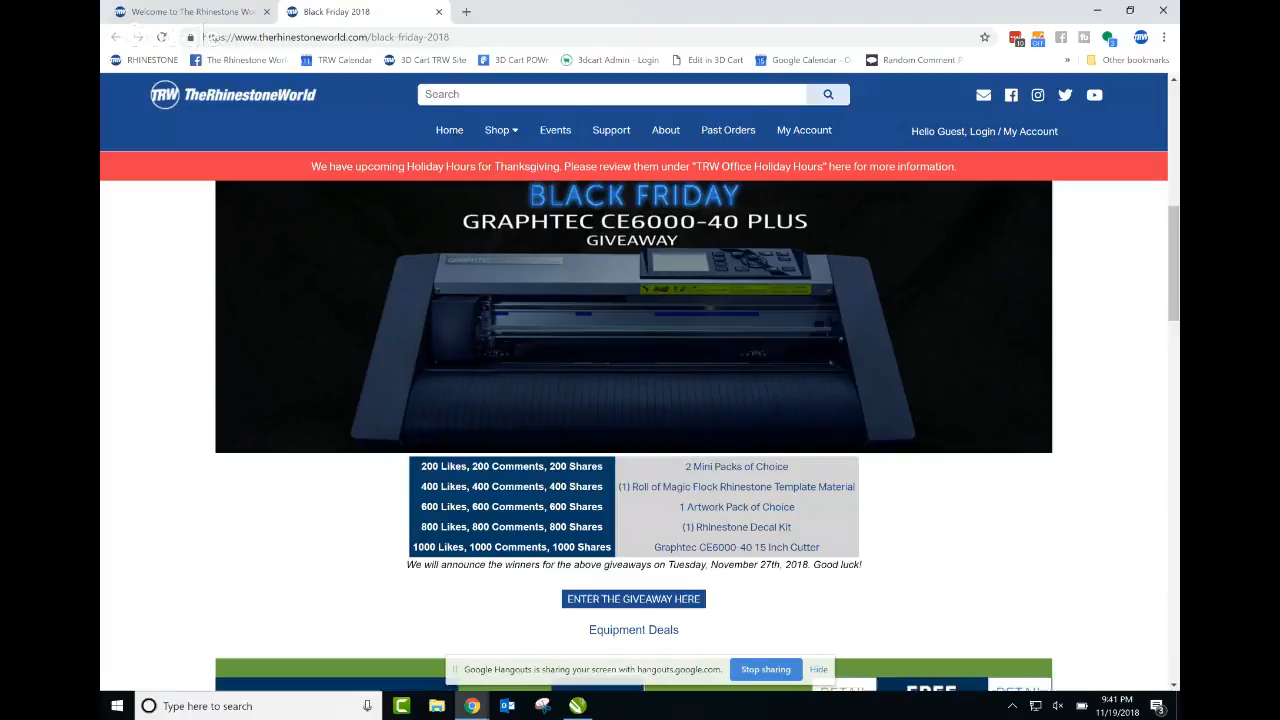 Welcome to The Rhinestone Wo
Black Friday 2018
https://www.therhinestoneworld.com/black-friday-2018
10
OFF
3
RHINESTONE
The Rhinestone Worl
TRW Calendar
3D Cart TRW Site
3D Cart POWr
3dcart Admin - Login
Edit in 3D Cart
Google Calendar - O
Random Comment P
»
Other bookmarks
TRW TheRhinestoneWorld
Search
Home
Shop
Events
Support
About
Past Orders
My Account
Hello Guest, Login / My Account
We have upcoming Holiday Hours for Thanksgiving. Please review them under "TRW Office Holiday Hours" here for more information.
BLACK FRIDAY
GRAPHTEC CE6000-40 PLUS
GIVEAWAY
GRAPHTEC
200 Likes, 200 Comments, 200 Shares 2 Mini Packs of Choice
400 Likes, 400 Comments, 400 Shares (1) Roll of Magic Flock Rhinestone Template Material
600 Likes, 600 Comments, 600 Shares 1 Artwork Pack of Choice
800 Likes, 800 Comments, 800 Shares (1) Rhinestone Decal Kit
1000 Likes, 1000 Comments, 1000 Shares Graphtec CE6000-40 15 Inch Cutter
We will announce the winners for the above giveaways on Tuesday, November 27th, 2018. Good luck!
ENTER THE GIVEAWAY HERE
Equipment Deals
Google Hangouts is sharing your screen with hangouts.google.com.
Stop sharing
Hide
RETAIL
FREE
RETAIL
Type here to search
9:41 PM
11/19/2018
3